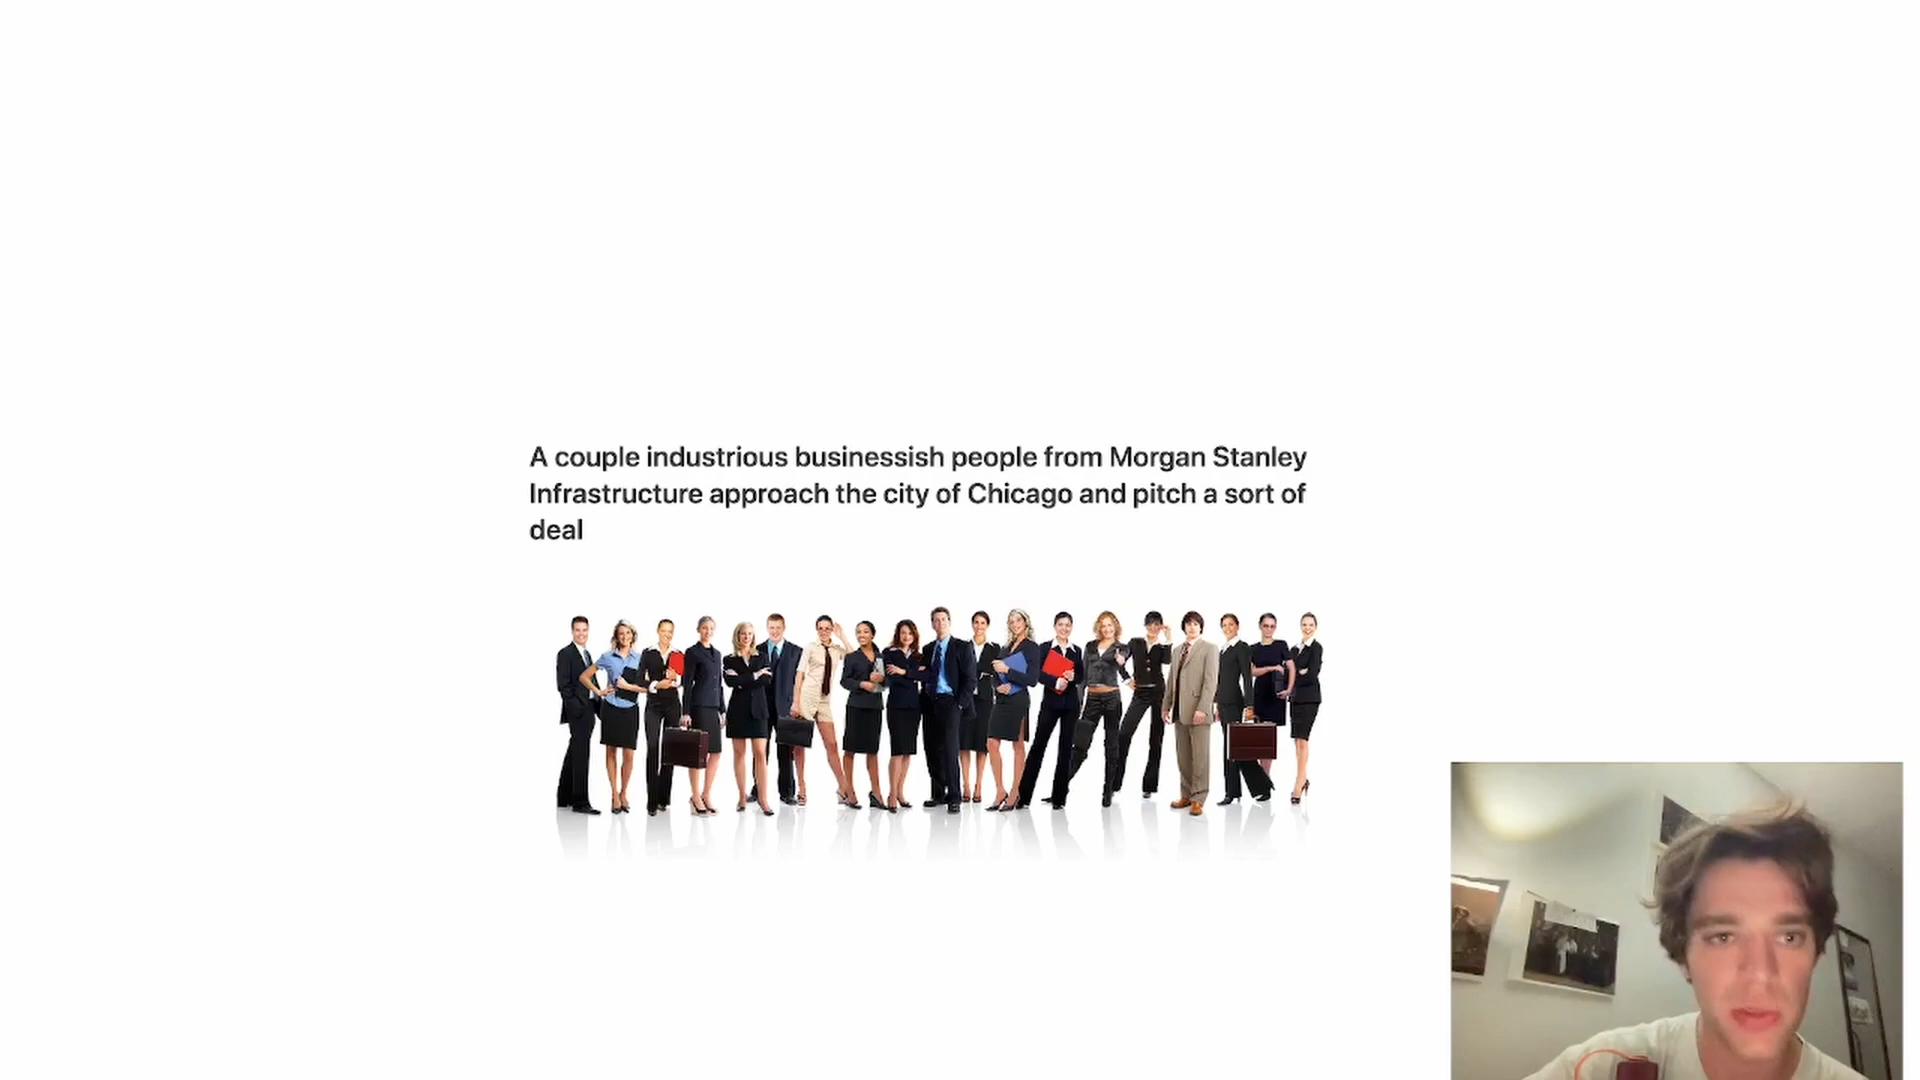 A couple industrious businessish people from Morgan Stanley
Infrastructure approach the city of Chicago and pitch a sort of
deal